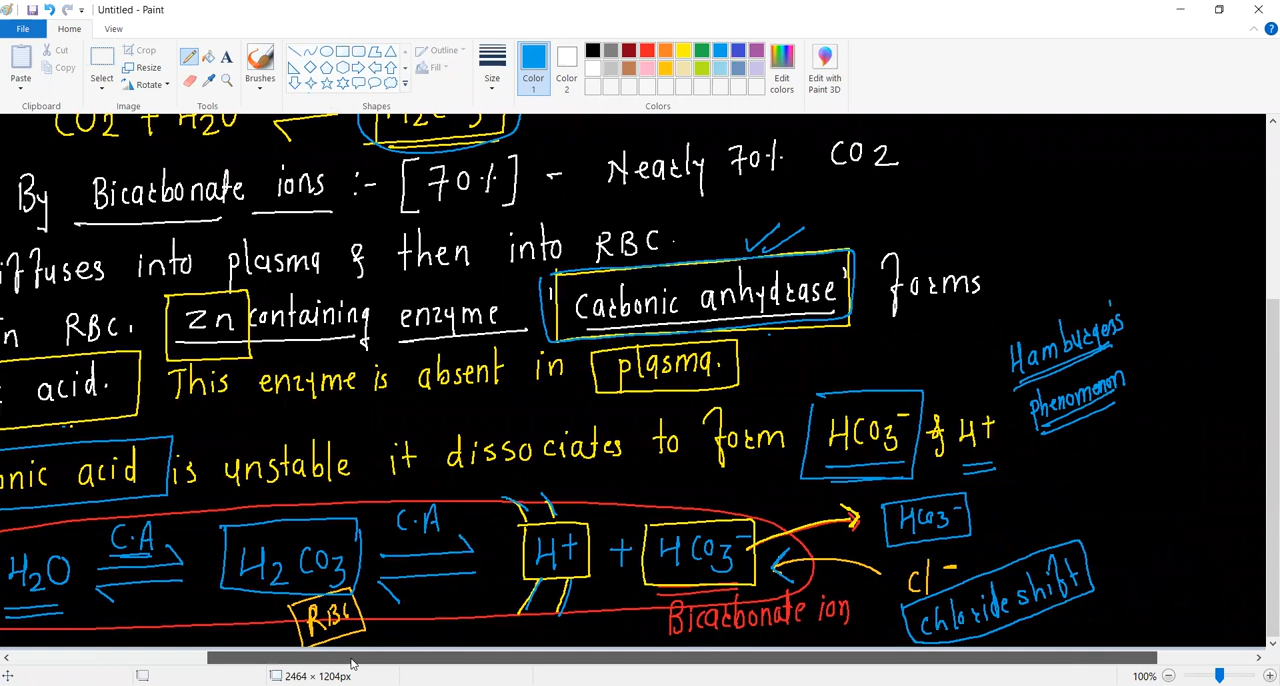 Untitled - Paint
File
Home
View
Paste
Cut
Copy
Clipboard
Select
Crop
Resize
Rotate
Image
Tools
Brushes
Shapes
Outline
Fill
Size
Color 1
Color 2
Edit colors
Colors
Edit with Paint 3D
CO2 + H2O
By Bicarbonate ions :- [70%] - Nearly 70% CO2
iffuses into plasma & then into RBC.
in RBC. Zn containing enzyme 'Carbonic anhydrase' forms
acid. This enzyme is absent in plasma.
Hamburger's
phenomenon
onic acid is unstable it dissociates to form HCO3⁻ & H+
H2O C.A H2CO3 C.A H+ + HCO3⁻ HCO3⁻
RBC
Bicarbonate ion
Cl⁻
chloride shift
2464 × 1204px
100%